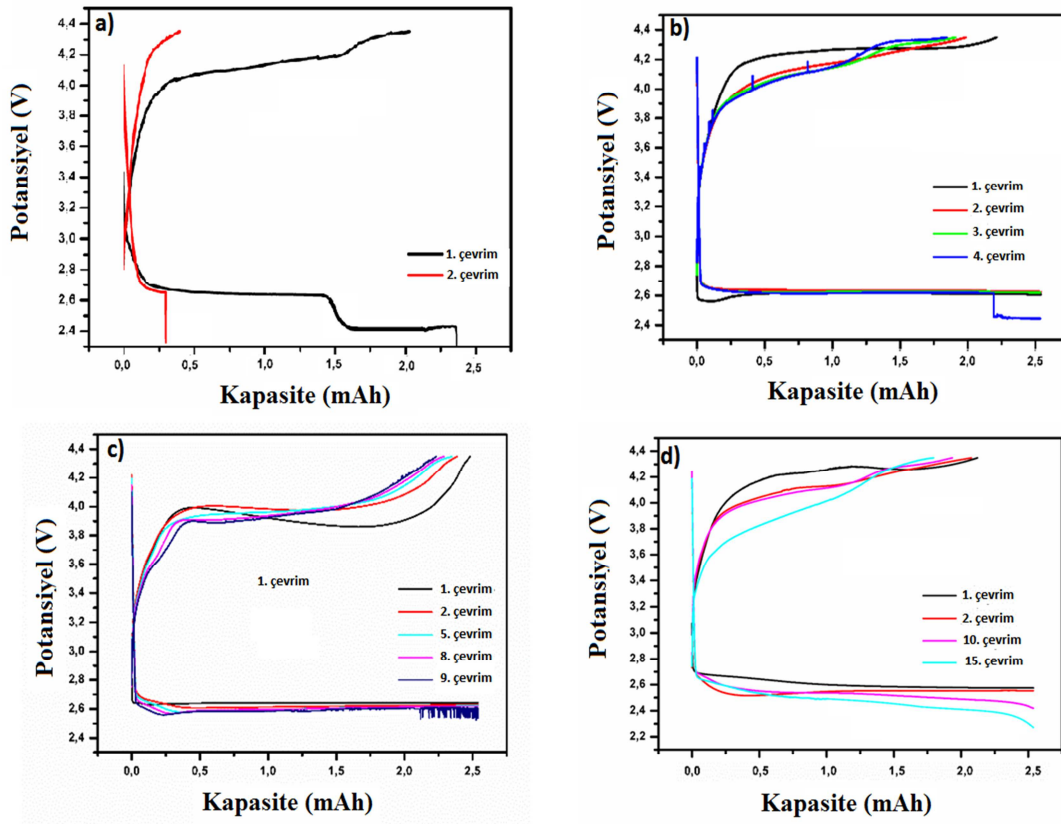 a)
Potansiyel (V)
4,4
4,2
4,0
3,8
3,6
3,4
3,2
3,0
2,8
2,6
2,4
1. çevrim
2. çevrim
0,0 0,5 1,0 1,5 2,0 2,5
Kapasite (mAh)
b)
Potansiyel (V)
4,4
4,2
4,0
3,8
3,6
3,4
3,2
3,0
2,8
2,6
2,4
1. çevrim
2. çevrim
3. çevrim
4. çevrim
0,0 0,5 1,0 1,5 2,0 2,5
Kapasite (mAh)
c)
Potansiyel (V)
4,4
4,2
4,0
3,8
3,6
3,4
3,2
3,0
2,8
2,6
2,4
1. çevrim
1. çevrim
2. çevrim
5. çevrim
8. çevrim
9. çevrim
0,0 0,5 1,0 1,5 2,0 2,5
Kapasite (mAh)
d)
Potansiyel (V)
4,4
4,2
4,0
3,8
3,6
3,4
3,2
3,0
2,8
2,6
2,4
2,2
1. çevrim
2. çevrim
10. çevrim
15. çevrim
0,0 0,5 1,0 1,5 2,0 2,5
Kapasite (mAh)